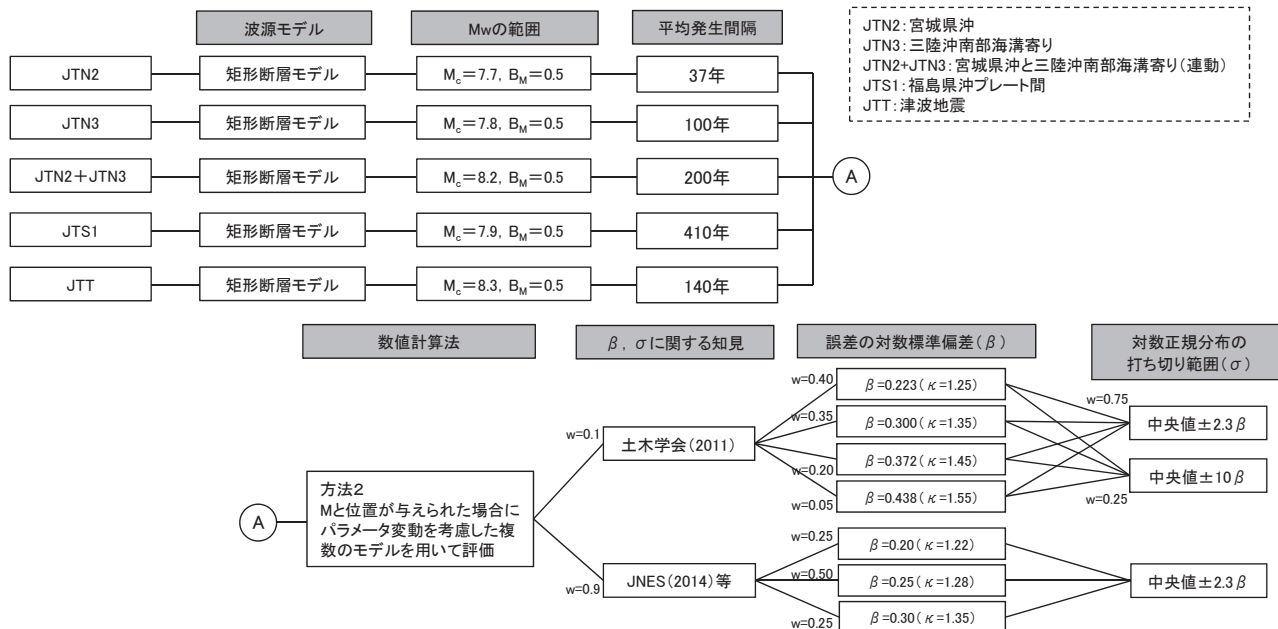 波源モデル
Mwの範囲
平均発生間隔
JTN2
矩形断層モデル
Mc=7.7, BM=0.5
37年
JTN3
矩形断層モデル
Mc=7.8, BM=0.5
100年
JTN2+JTN3
矩形断層モデル
Mc=8.2, BM=0.5
200年
JTS1
矩形断層モデル
Mc=7.9, BM=0.5
410年
JTT
矩形断層モデル
Mc=8.3, BM=0.5
140年
A
JTN2:宮城県沖
JTN3:三陸沖南部海溝寄り
JTN2+JTN3:宮城県沖と三陸沖南部海溝寄り(連動)
JTS1:福島県沖プレート間
JTT:津波地震
数値計算法
β, σに関する知見
誤差の対数標準偏差(β)
対数正規分布の
打ち切り範囲(σ)
A
方法2
Mと位置が与えられた場合に
パラメータ変動を考慮した複
数のモデルを用いて評価
w=0.1
土木学会(2011)
w=0.40
β=0.223(κ=1.25)
w=0.35
β=0.300(κ=1.35)
w=0.20
β=0.372(κ=1.45)
w=0.05
β=0.438(κ=1.55)
w=0.75
中央値±2.3β
中央値±10β
w=0.25
w=0.9
JNES(2014)等
w=0.25
β=0.20(κ=1.22)
w=0.50
β=0.25(κ=1.28)
w=0.25
β=0.30(κ=1.35)
中央値±2.3β